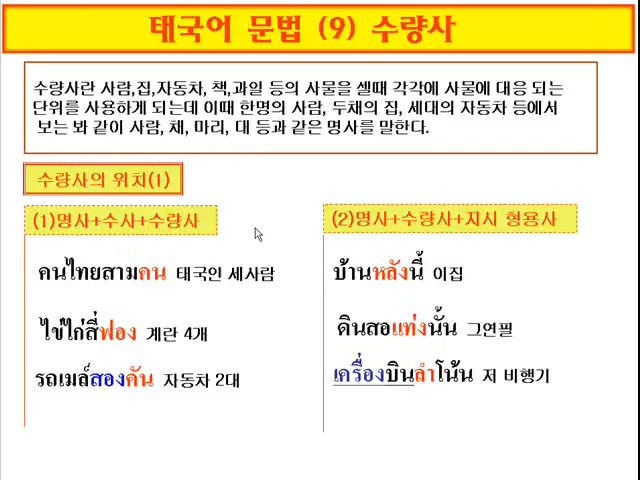 태국어 문법 (9) 수량사
수량사란 사람,집,자동차, 책,과일 등의 사물을 셀때 각각에 사물에 대응 되는
단위를 사용하게 되는데 이때 한명의 사람, 두채의 집, 세대의 자동차 등에서
보는 봐 같이 사람, 채, 마리, 대 등과 같은 명사를 말한다.
수량사의 위치(1)
(1)명사+수사+수량사
คนไทยสามคน 태국인 세사람
ไข่ไก่สี่ฟอง 계란 4개
รถเมล์สองคัน 자동차 2대
(2)명사+수량사+지시 형용사
บ้านหลังนี้ 이집
ดินสอแท่งนั้น 그연필
เครื่องบินลำโน้น 저 비행기